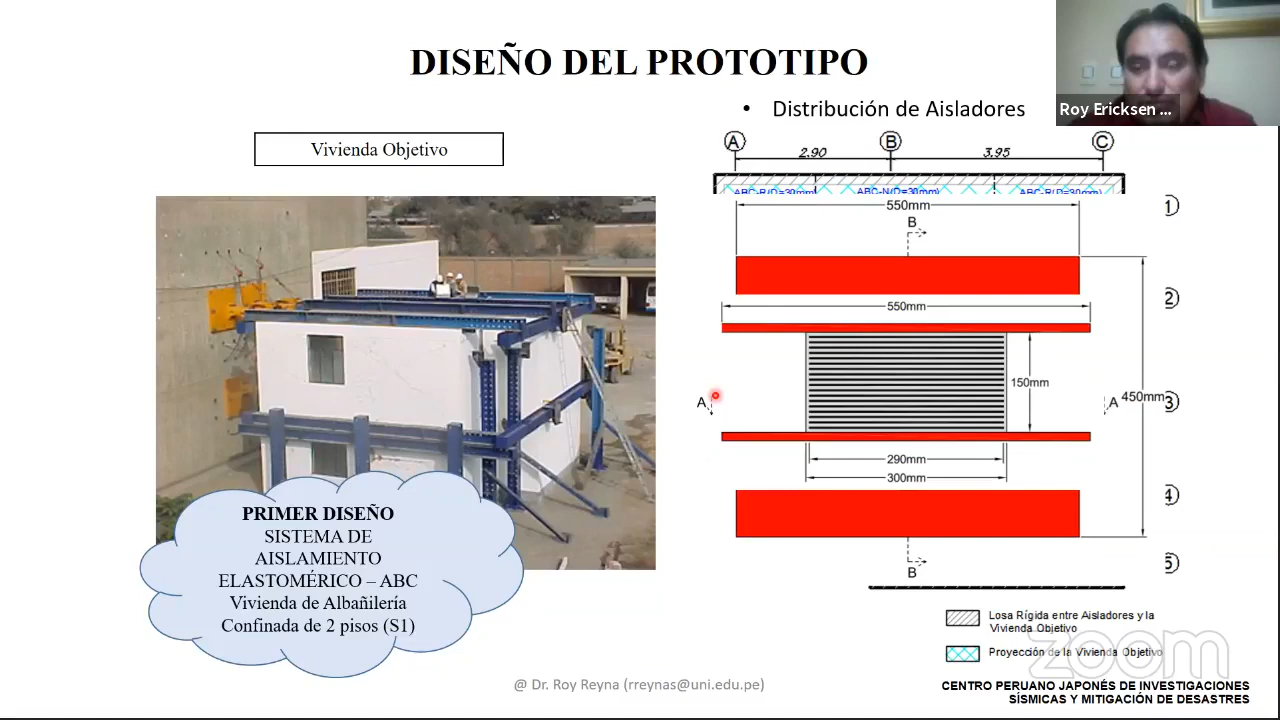 DISEÑO DEL PROTOTIPO
Roy Ericksen ...
• Distribución de Aisladores
Vivienda Objetivo
A B C
2.90 3.95
ABC-R(D=30mm) ABC-N(D=30mm) ABC-R(D=30mm)
550mm
1
B
2
550mm
150mm
A A 450mm 3
290mm
300mm
4
B
5
PRIMER DISEÑO
SISTEMA DE
AISLAMIENTO
ELASTOMÉRICO – ABC
Vivienda de Albañilería
Confinada de 2 pisos (S1)
Losa Rígida entre Aisladores y la
Vivienda Objetivo
Proyección de la Vivienda Objetivo
zoom
@ Dr. Roy Reyna (rreynas@uni.edu.pe)
CENTRO PERUANO JAPONÉS DE INVESTIGACIONES
SÍSMICAS Y MITIGACIÓN DE DESASTRES